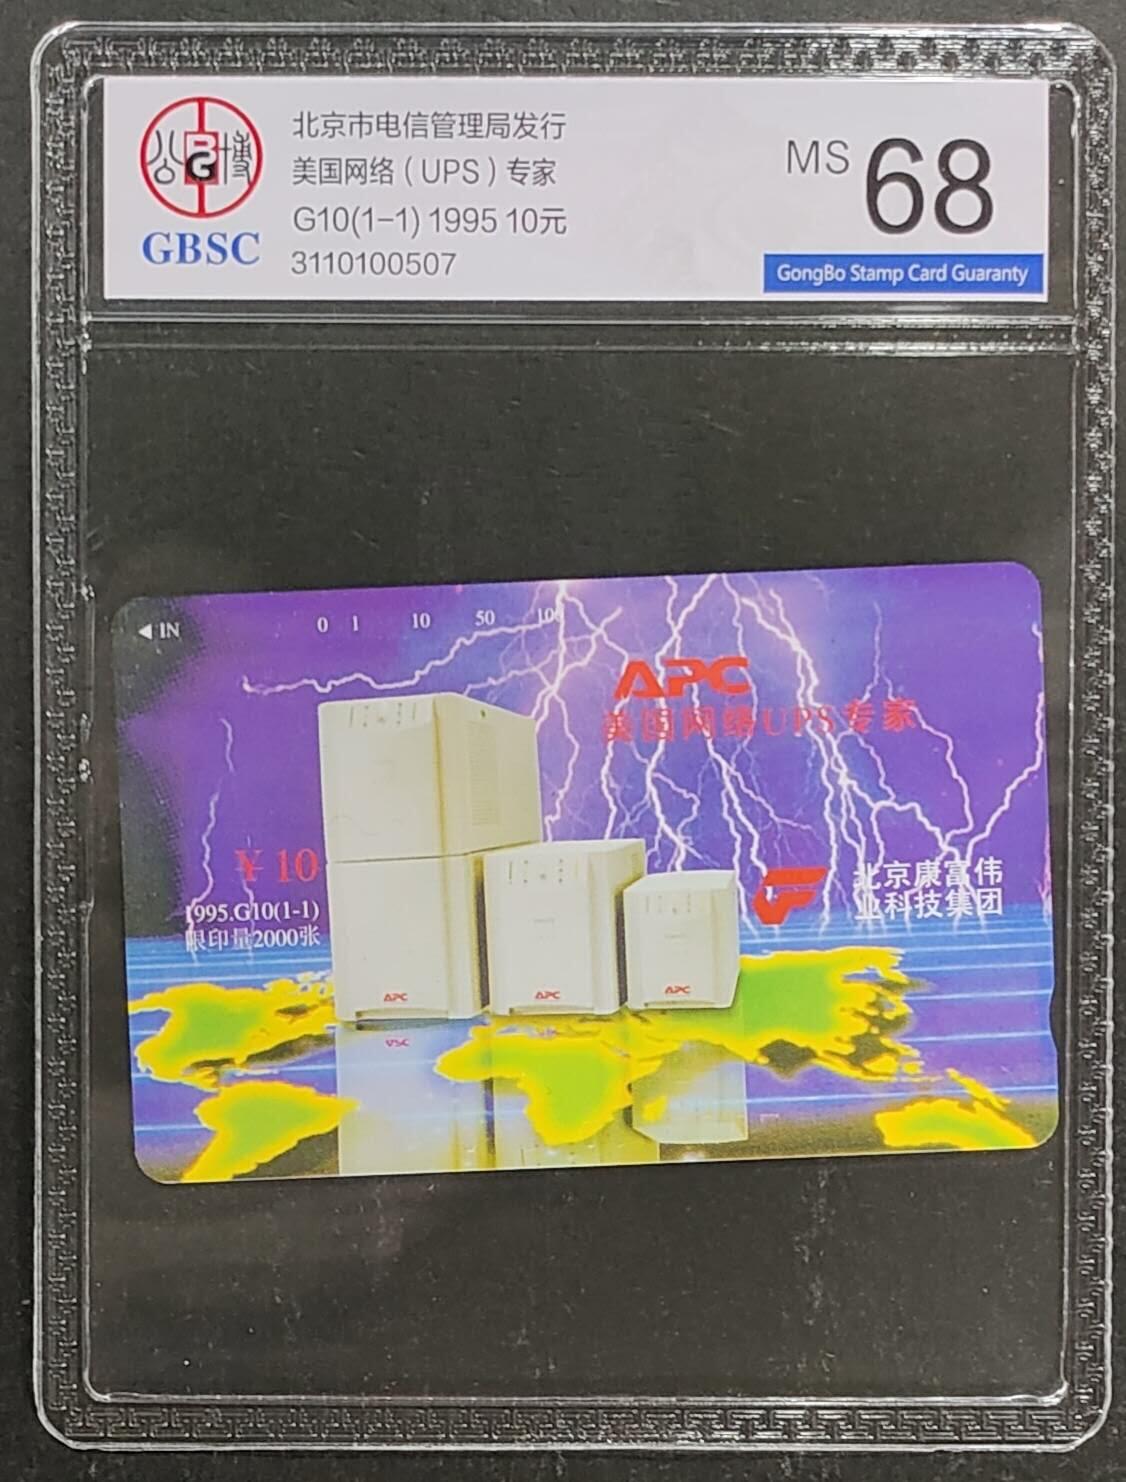 公博
BG
GBSC
北京市电信管理局发行
美国网络（UPS）专家
G10(1-1) 1995 10元
3110100507
MS 68
GongBo Stamp Card Guaranty
◀ IN
0 1 10 50 100
APC
美国网络UPS专家
¥10
1995.G10(1-1)
限印量2000张
北京康富伟
业科技集团
APC
APC
APC